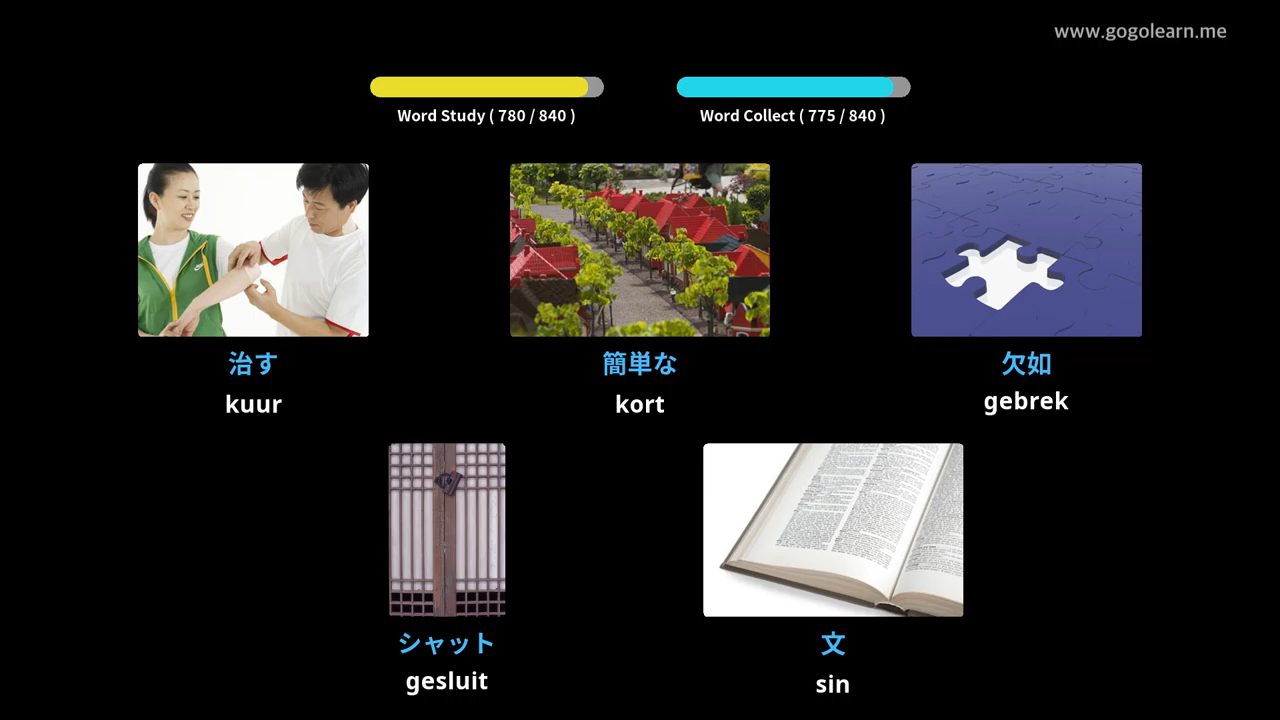 www.gogolearn.me
Word Study ( 780 / 840 )
Word Collect ( 775 / 840 )
治す
kuur
簡単な
kort
欠如
gebrek
シャット
gesluit
文
sin